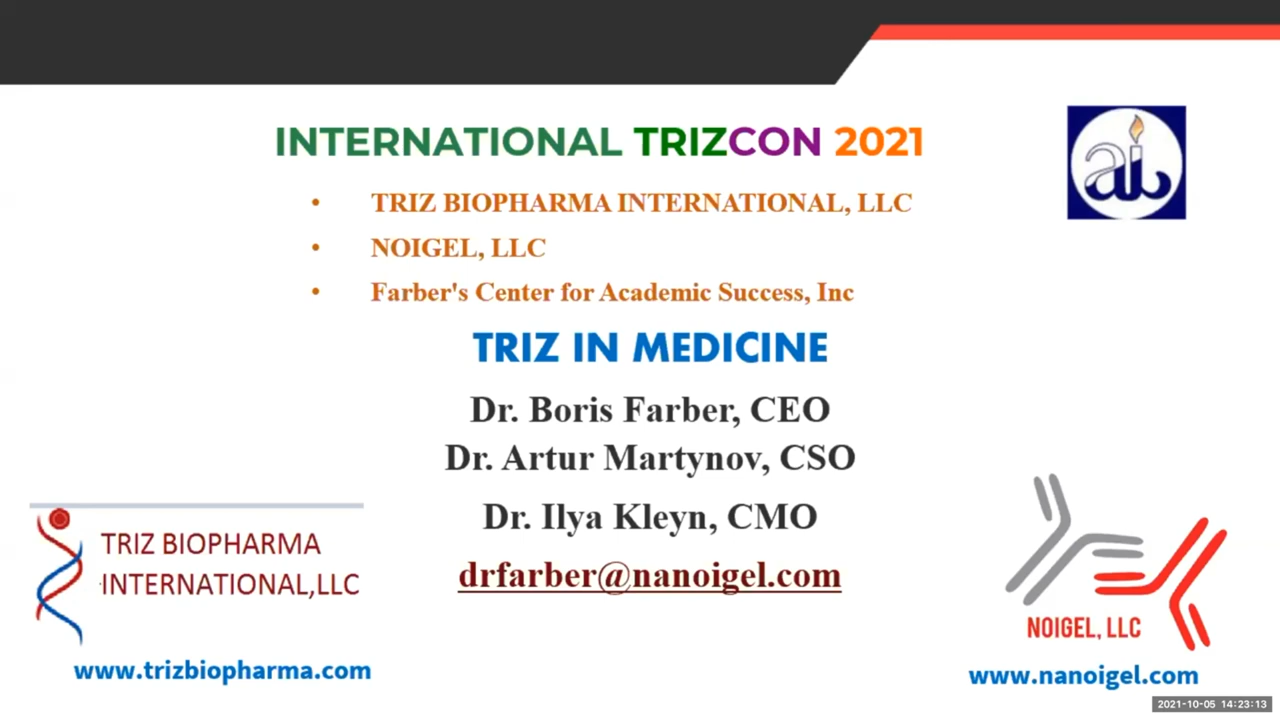 INTERNATIONAL TRIZCON 2021
ai
• TRIZ BIOPHARMA INTERNATIONAL, LLC
• NOIGEL, LLC
• Farber's Center for Academic Success, Inc
TRIZ IN MEDICINE
Dr. Boris Farber, CEO
Dr. Artur Martynov, CSO
Dr. Ilya Kleyn, CMO
drfarber@nanoigel.com
TRIZ BIOPHARMA
INTERNATIONAL,LLC
www.trizbiopharma.com
NOIGEL, LLC
www.nanoigel.com
2021-10-05 14:23:13